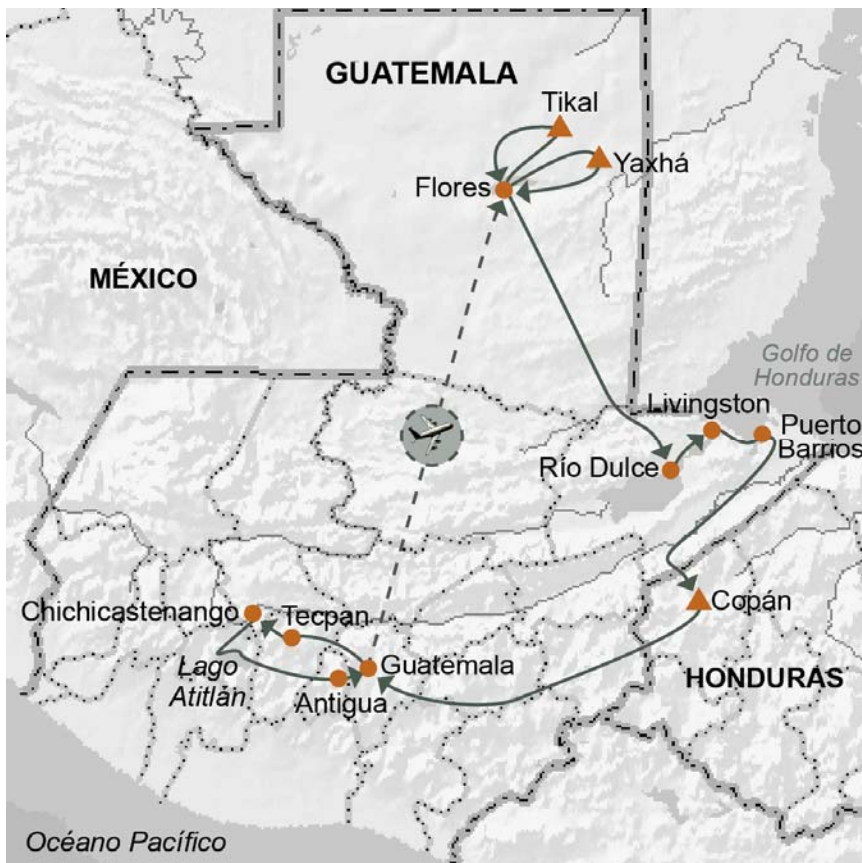 GUATEMALA
Tikal
Yaxhá
Flores
MÉXICO
Golfo de
Honduras
Livingston
Puerto
Barrios
Río Dulce
Chichicastenango
Tecpan
Copán
Lago
Atitlán
Guatemala
Antigua
HONDURAS
Océano Pacífico